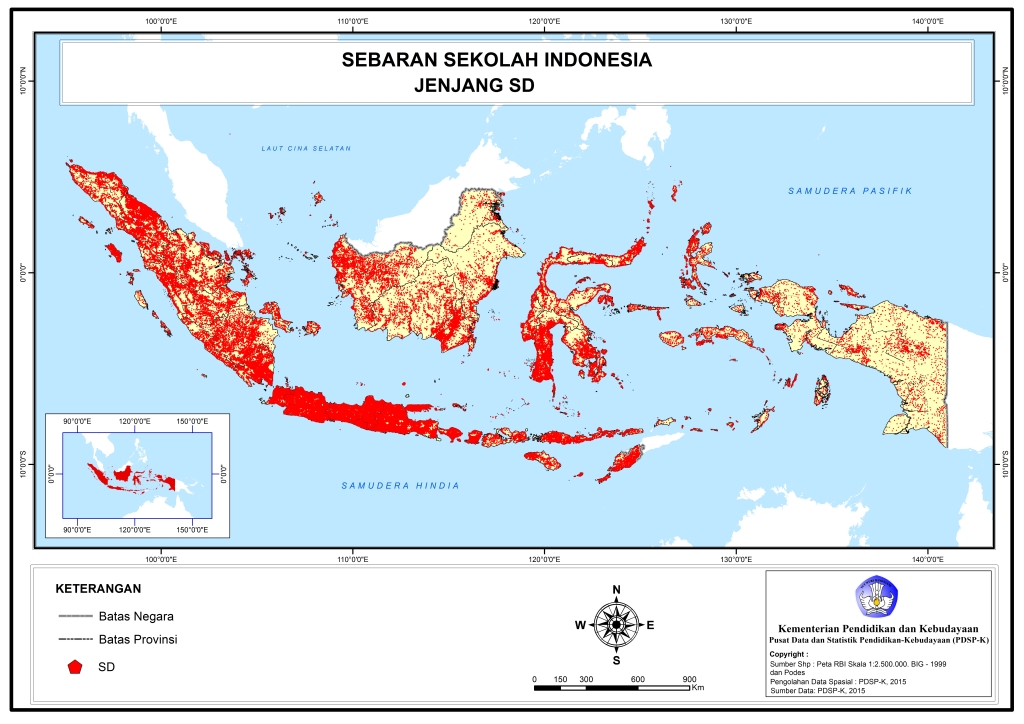 SEBARAN SEKOLAH INDONESIA
JENJANG SD
100°0'0"E 110°0'0"E 120°0'0"E 130°0'0"E 140°0'0"E
10°0'0"N 10°0'0"N
LAUT CINA SELATAN
SAMUDERA PASIFIK
0°0'0" 0°0'0"
SAMUDERA HINDIA
10°0'0"S 10°0'0"S
90°0'0"E 120°0'0"E 150°0'0"E
0°0'0" 0°0'0"
90°0'0"E 120°0'0"E 150°0'0"E
100°0'0"E 110°0'0"E 120°0'0"E 130°0'0"E 140°0'0"E
KETERANGAN
Batas Negara
Batas Provinsi
SD
N
W E
S
0 150 300 600 900
Km
Kementerian Pendidikan dan Kebudayaan
Pusat Data dan Statistik Pendidikan-Kebudayaan (PDSP-K)
Copyright :
Sumber Shp : Peta RBI Skala 1:2.500.000. BIG - 1999
dan Podes
Pengolahan Data Spasial : PDSP-K, 2015
Sumber Data: PDSP-K, 2015